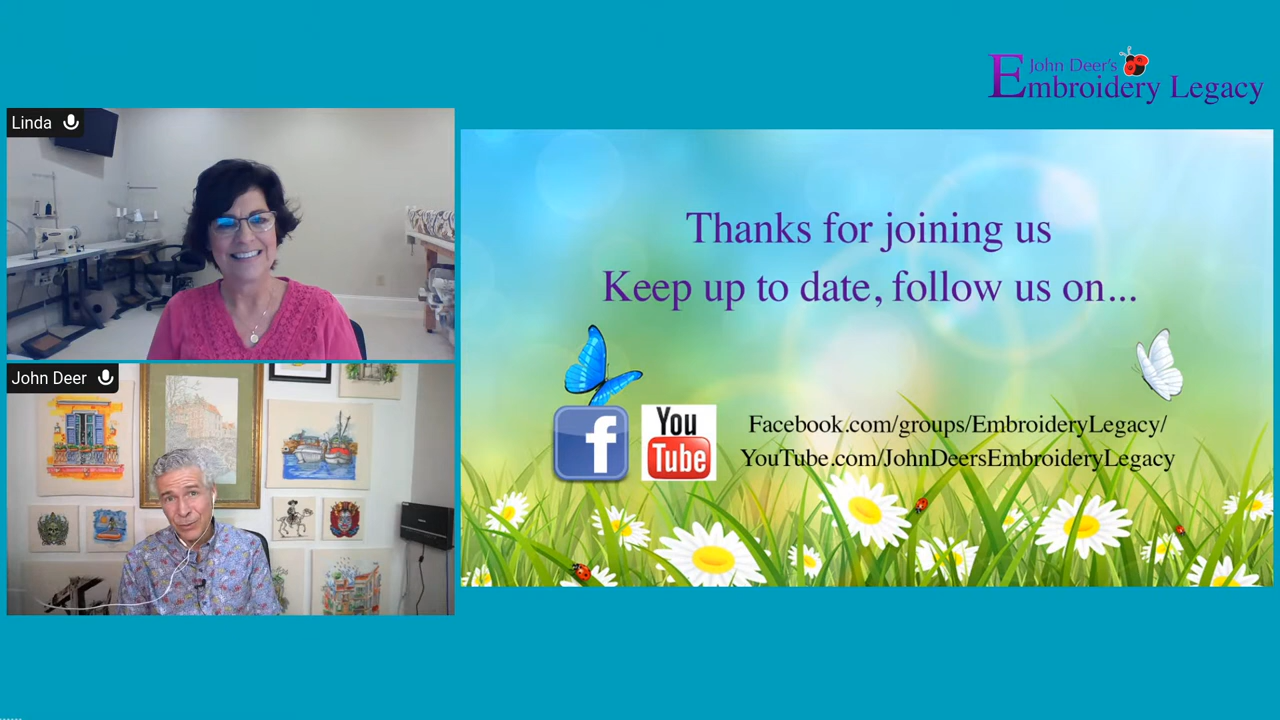 John Deer's
Embroidery Legacy
Linda
John Deer
Thanks for joining us
Keep up to date, follow us on...
f
You
Tube
Facebook.com/groups/EmbroideryLegacy/
YouTube.com/JohnDeersEmbroideryLegacy